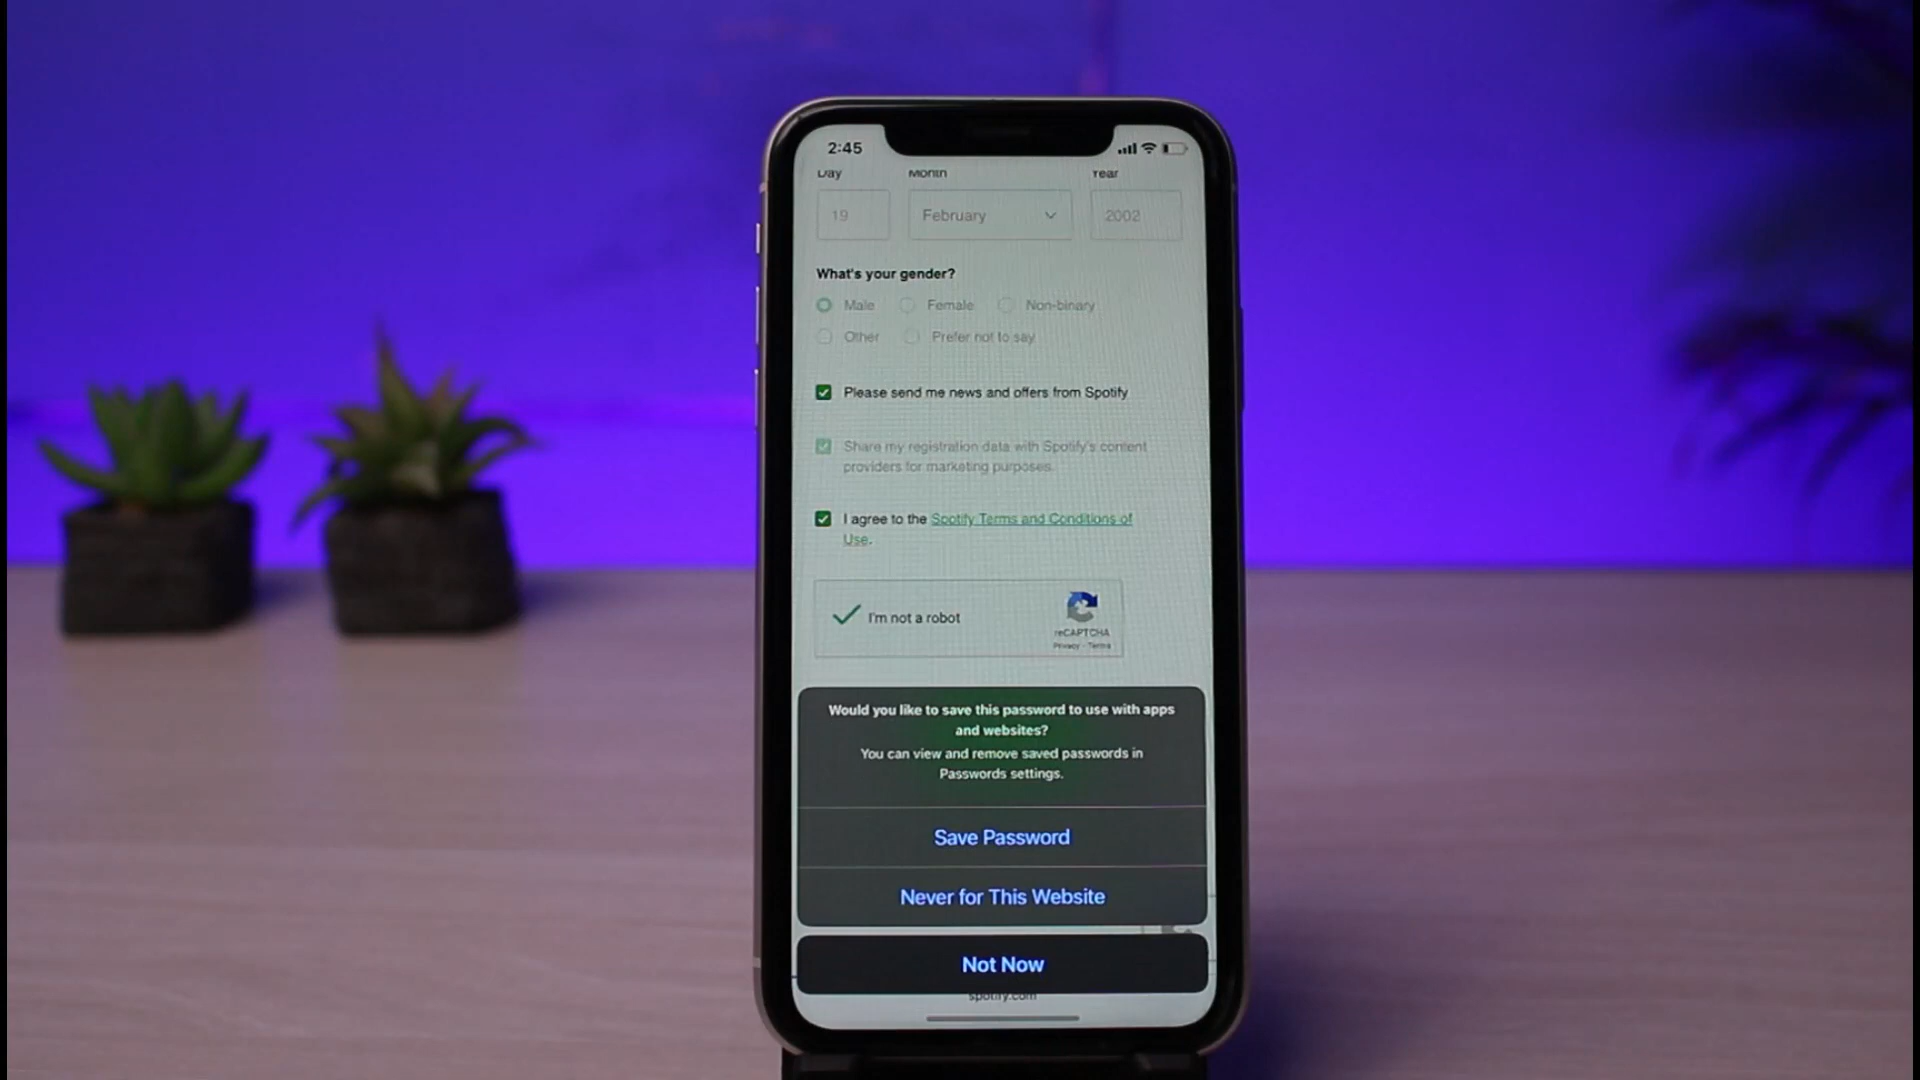 2:45
Day Month Year
19 February 2002
What's your gender?
Male Female Non-binary
Other Prefer not to say
Please send me news and offers from Spotify
Share my registration data with Spotify's content
providers for marketing purposes.
I agree to the Spotify Terms and Conditions of
Use.
I'm not a robot
reCAPTCHA
Privacy - Terms
Would you like to save this password to use with apps
and websites?
You can view and remove saved passwords in
Passwords settings.
Save Password
Never for This Website
Not Now
spotify.com